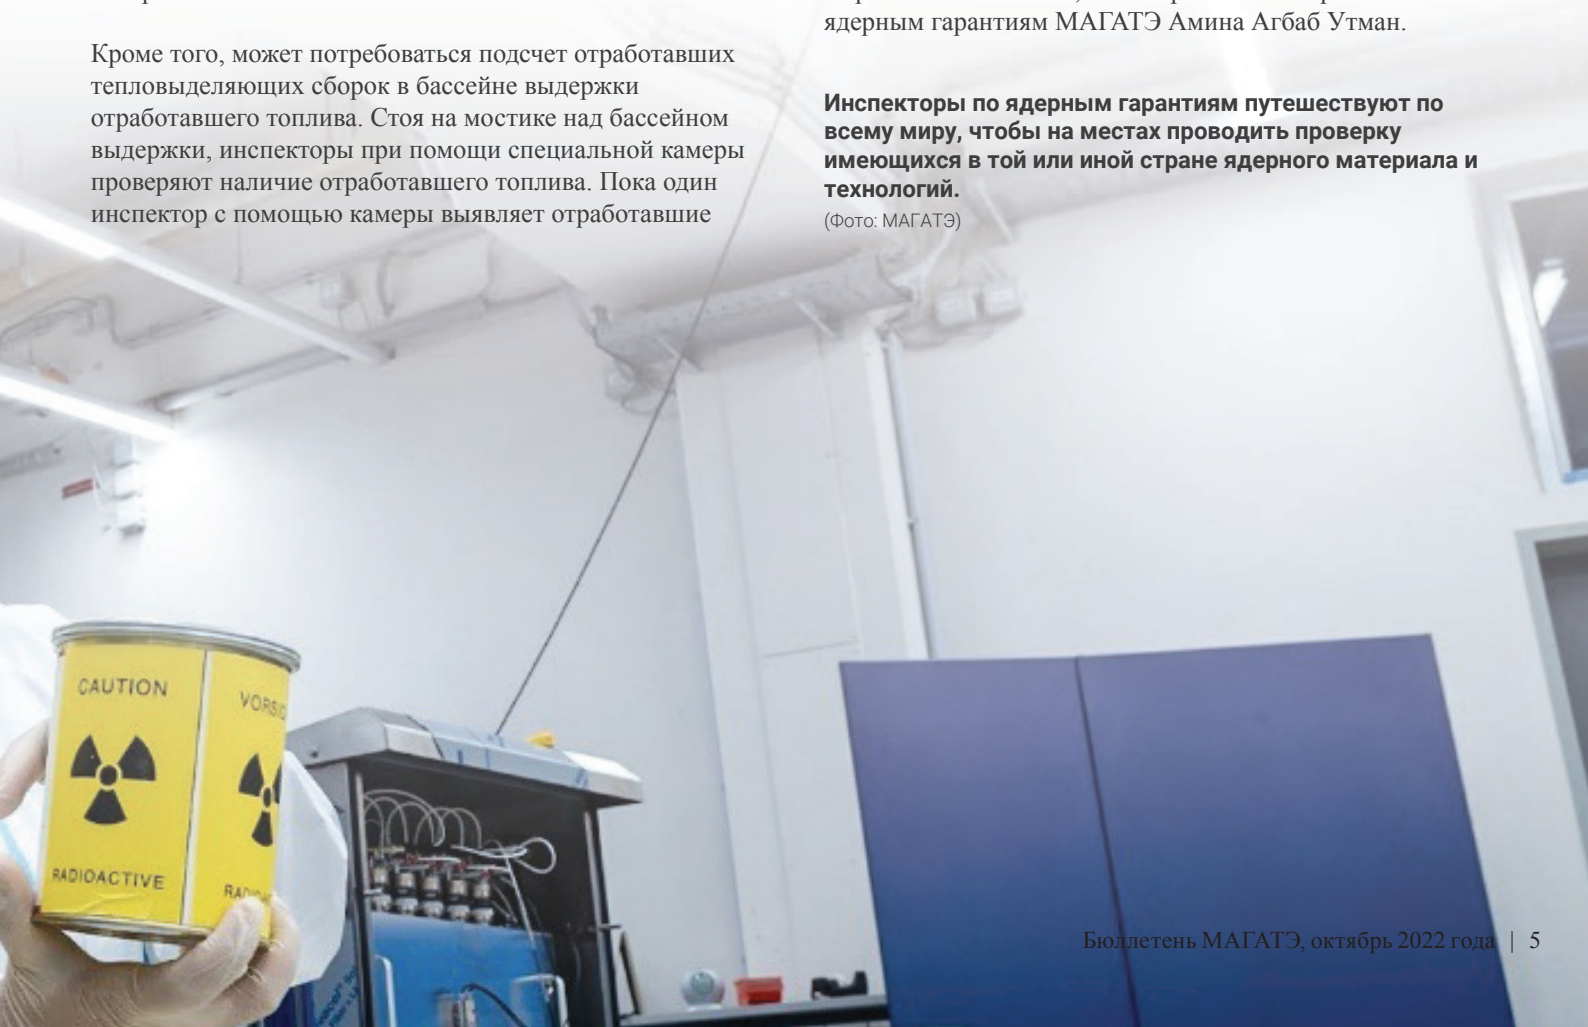 Кроме того, может потребоваться подсчет отработавших
тепловыделяющих сборок в бассейне выдержки
отработавшего топлива. Стоя на мостике над бассейном
выдержки, инспекторы при помощи специальной камеры
проверяют наличие отработавшего топлива. Пока один
инспектор с помощью камеры выявляет отработавшие
ядерным гарантиям МАГАТЭ Амина Агбаб Утман.
Инспекторы по ядерным гарантиям путешествуют по
всему миру, чтобы на местах проводить проверку
имеющихся в той или иной стране ядерного материала и
технологий.
(Фото: МАГАТЭ)
CAUTION
RADIOACTIVE
Бюллетень МАГАТЭ, октябрь 2022 года | 5